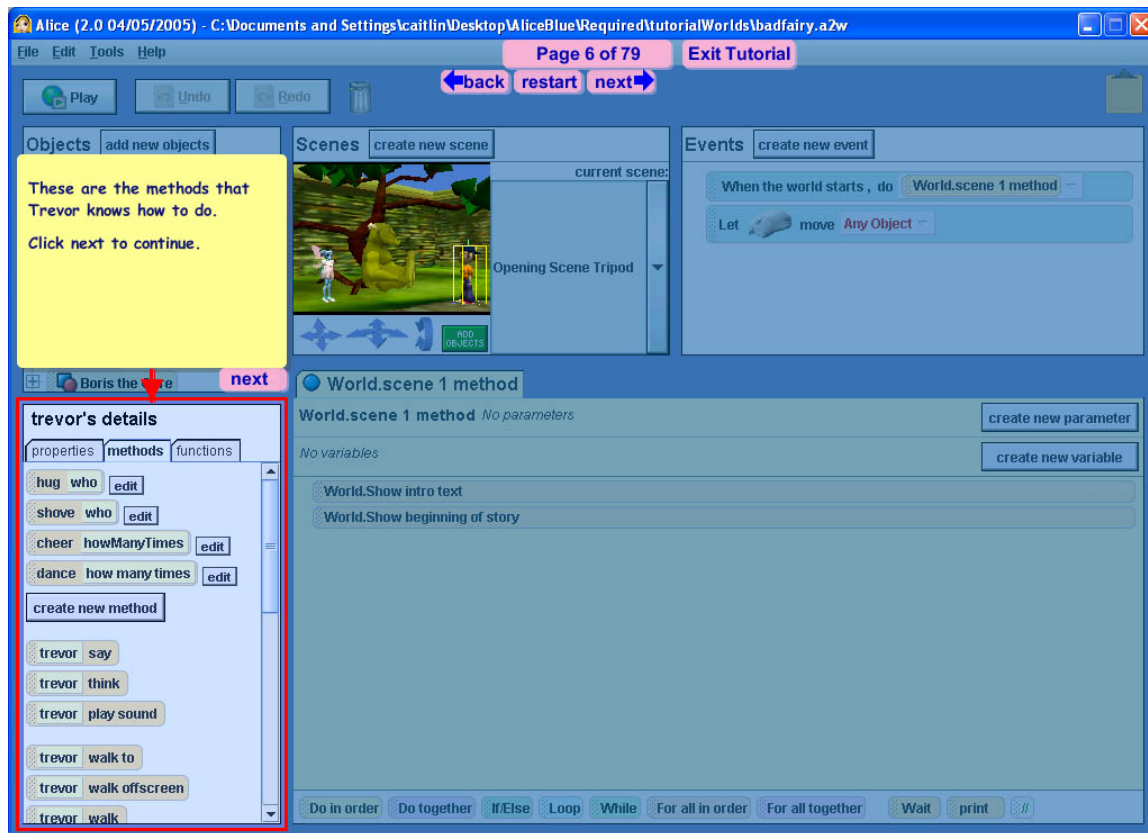 Alice (2.0 04/05/2005) - C:\Documents and Settings\caitlin\Desktop\AliceBlue\Required\tutorialWorlds\badfairy.a2w
File Edit Tools Help
Page 6 of 79
Exit Tutorial
back restart next
Play Undo Redo
Objects add new objects
Scenes create new scene
Events create new event
These are the methods that
Trevor knows how to do.
Click next to continue.
next
current scene:
Opening Scene Tripod
ADD
OBJECTS
When the world starts , do World.scene 1 method
Let move Any Object
Boris the
trevor's details
properties methods functions
hug who edit
shove who edit
cheer howManyTimes edit
dance how many times edit
create new method
trevor say
trevor think
trevor play sound
trevor walk to
trevor walk offscreen
trevor walk
World.scene 1 method
World.scene 1 method No parameters
create new parameter
No variables
create new variable
World.Show intro text
World.Show beginning of story
Do in order Do together If/Else Loop While For all in order For all together Wait print //